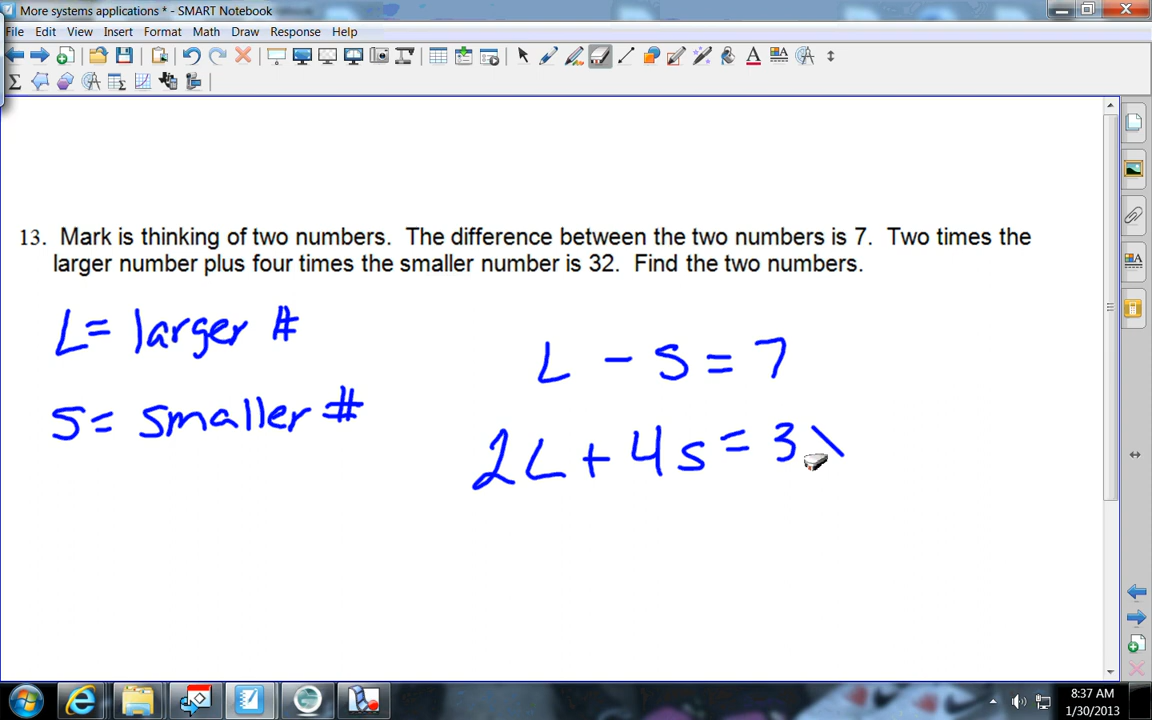 More systems applications * - SMART Notebook
File Edit View Insert Format Math Draw Response Help
13. Mark is thinking of two numbers. The difference between the two numbers is 7. Two times the
larger number plus four times the smaller number is 32. Find the two numbers.
L = larger #
S = smaller #
L - S = 7
2L + 4S = 3
8:37 AM
1/30/2013